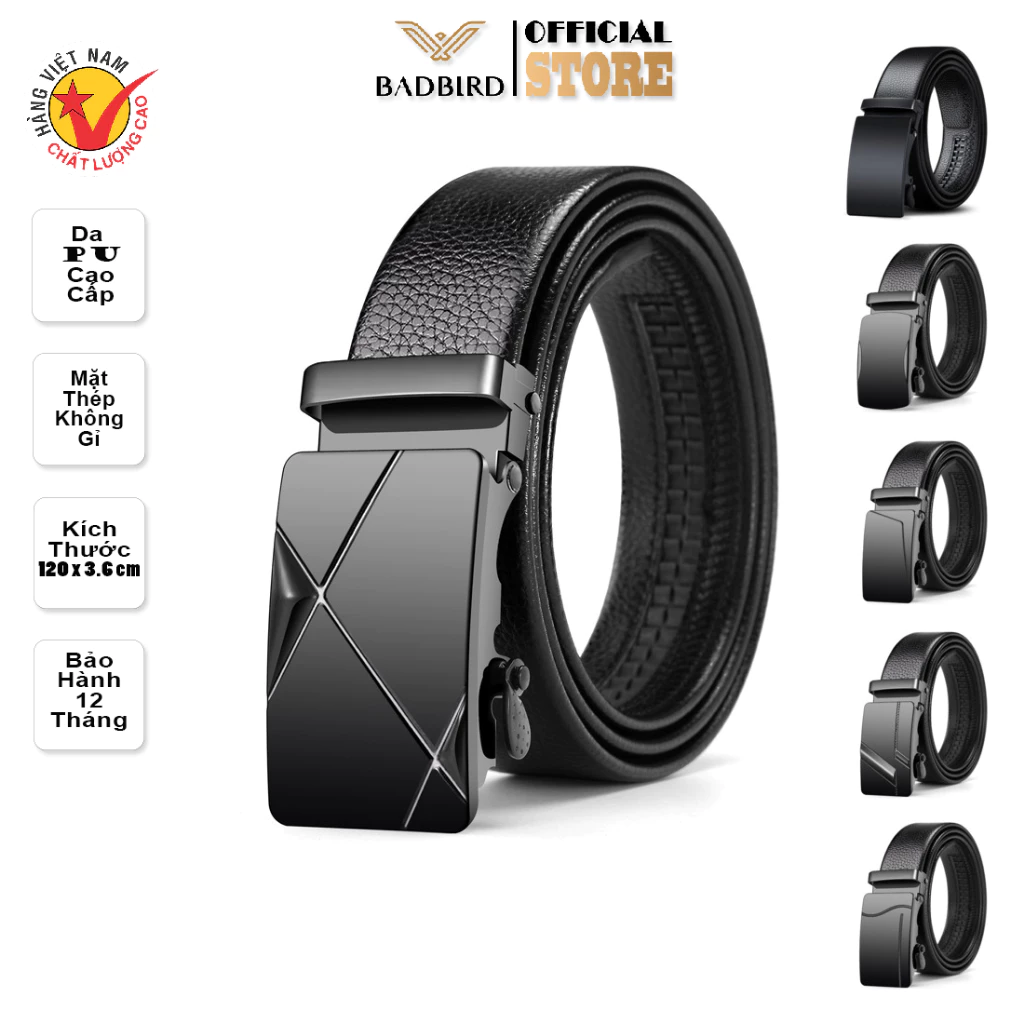 HÀNG VIỆT NAM
CHẤT LƯỢNG CAO
BADBIRD
OFFICIAL
STORE
Da
PU
Cao
Cấp
Mặt
Thép
Không
Gỉ
Kích
Thước
120 x 3.6 cm
Bảo
Hành
12
Tháng